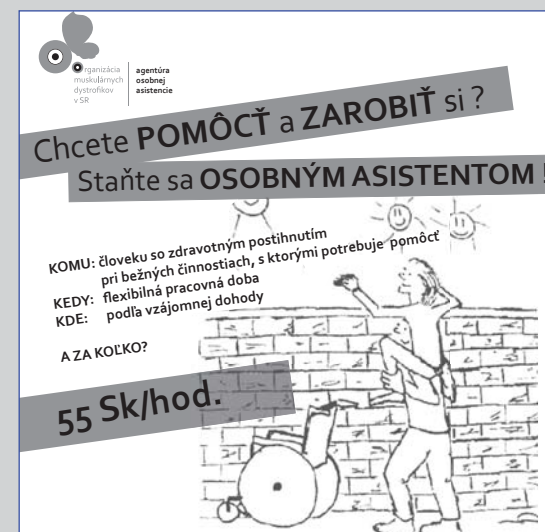 Organizácia
muskulárnych
dystrofikov
v SR
agentúra
osobnej
asistencie
Chcete POMÔCŤ a ZAROBIŤ si ?
Staňte sa OSOBNÝM ASISTENTOM !
KOMU: človeku so zdravotným postihnutím
pri bežných činnostiach, s ktorými potrebuje pomôcť
KEDY: flexibilná pracovná doba
KDE: podľa vzájomnej dohody
A ZA KOĽKO?
55 Sk/hod.